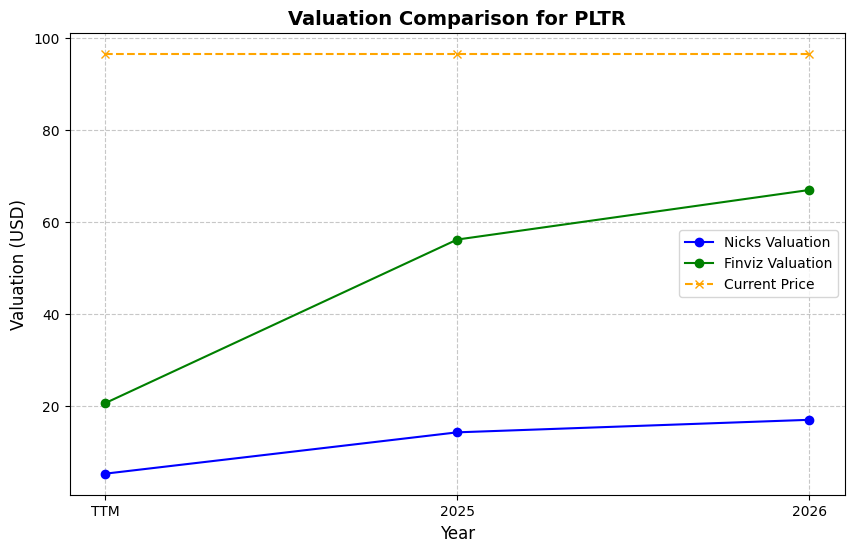 Valuation Comparison for PLTR
Valuation (USD)
100
80
60
40
20
Nicks Valuation
Finviz Valuation
Current Price
TTM
2025
2026
Year